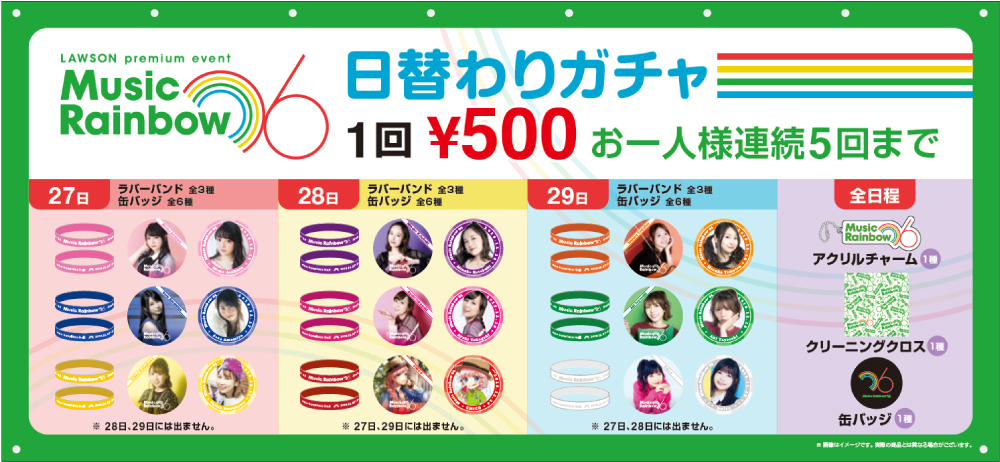 LAWSON premium event
Music
Rainbow 06
日替わりガチャ
1回 ¥500 お一人様連続5回まで
27日
ラバーバンド 全3種
缶バッジ 全6種
※ 28日、29日には出ません。
28日
ラバーバンド 全3種
缶バッジ 全6種
※ 27日、29日には出ません。
29日
ラバーバンド 全3種
缶バッジ 全6種
※ 27日、28日には出ません。
全日程
Music
Rainbow 06
アクリルチャーム 1種
クリーニングクロス 1種
缶バッジ 1種
※ 画像はイメージです。実際の商品とは異なる場合がございます。